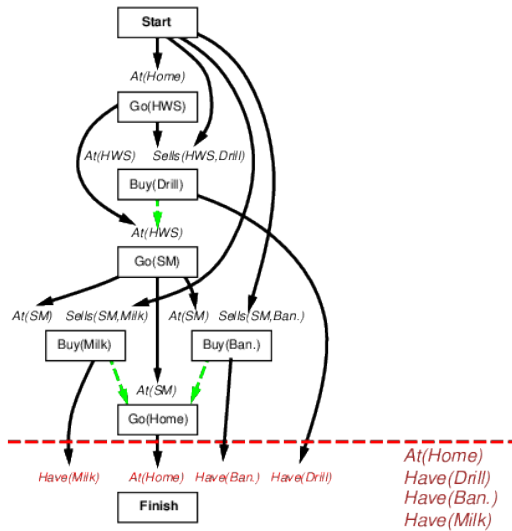 Start
At(Home)
Go(HWS)
At(HWS) Sells(HWS,Drill)
Buy(Drill)
At(HWS)
Go(SM)
At(SM) Sells(SM,Milk) At(SM) Sells(SM,Ban.)
Buy(Milk) Buy(Ban.)
At(SM)
Go(Home)
Have(Milk) At(Home) Have(Ban.) Have(Drill)
Finish
At(Home)
Have(Drill)
Have(Ban.)
Have(Milk)